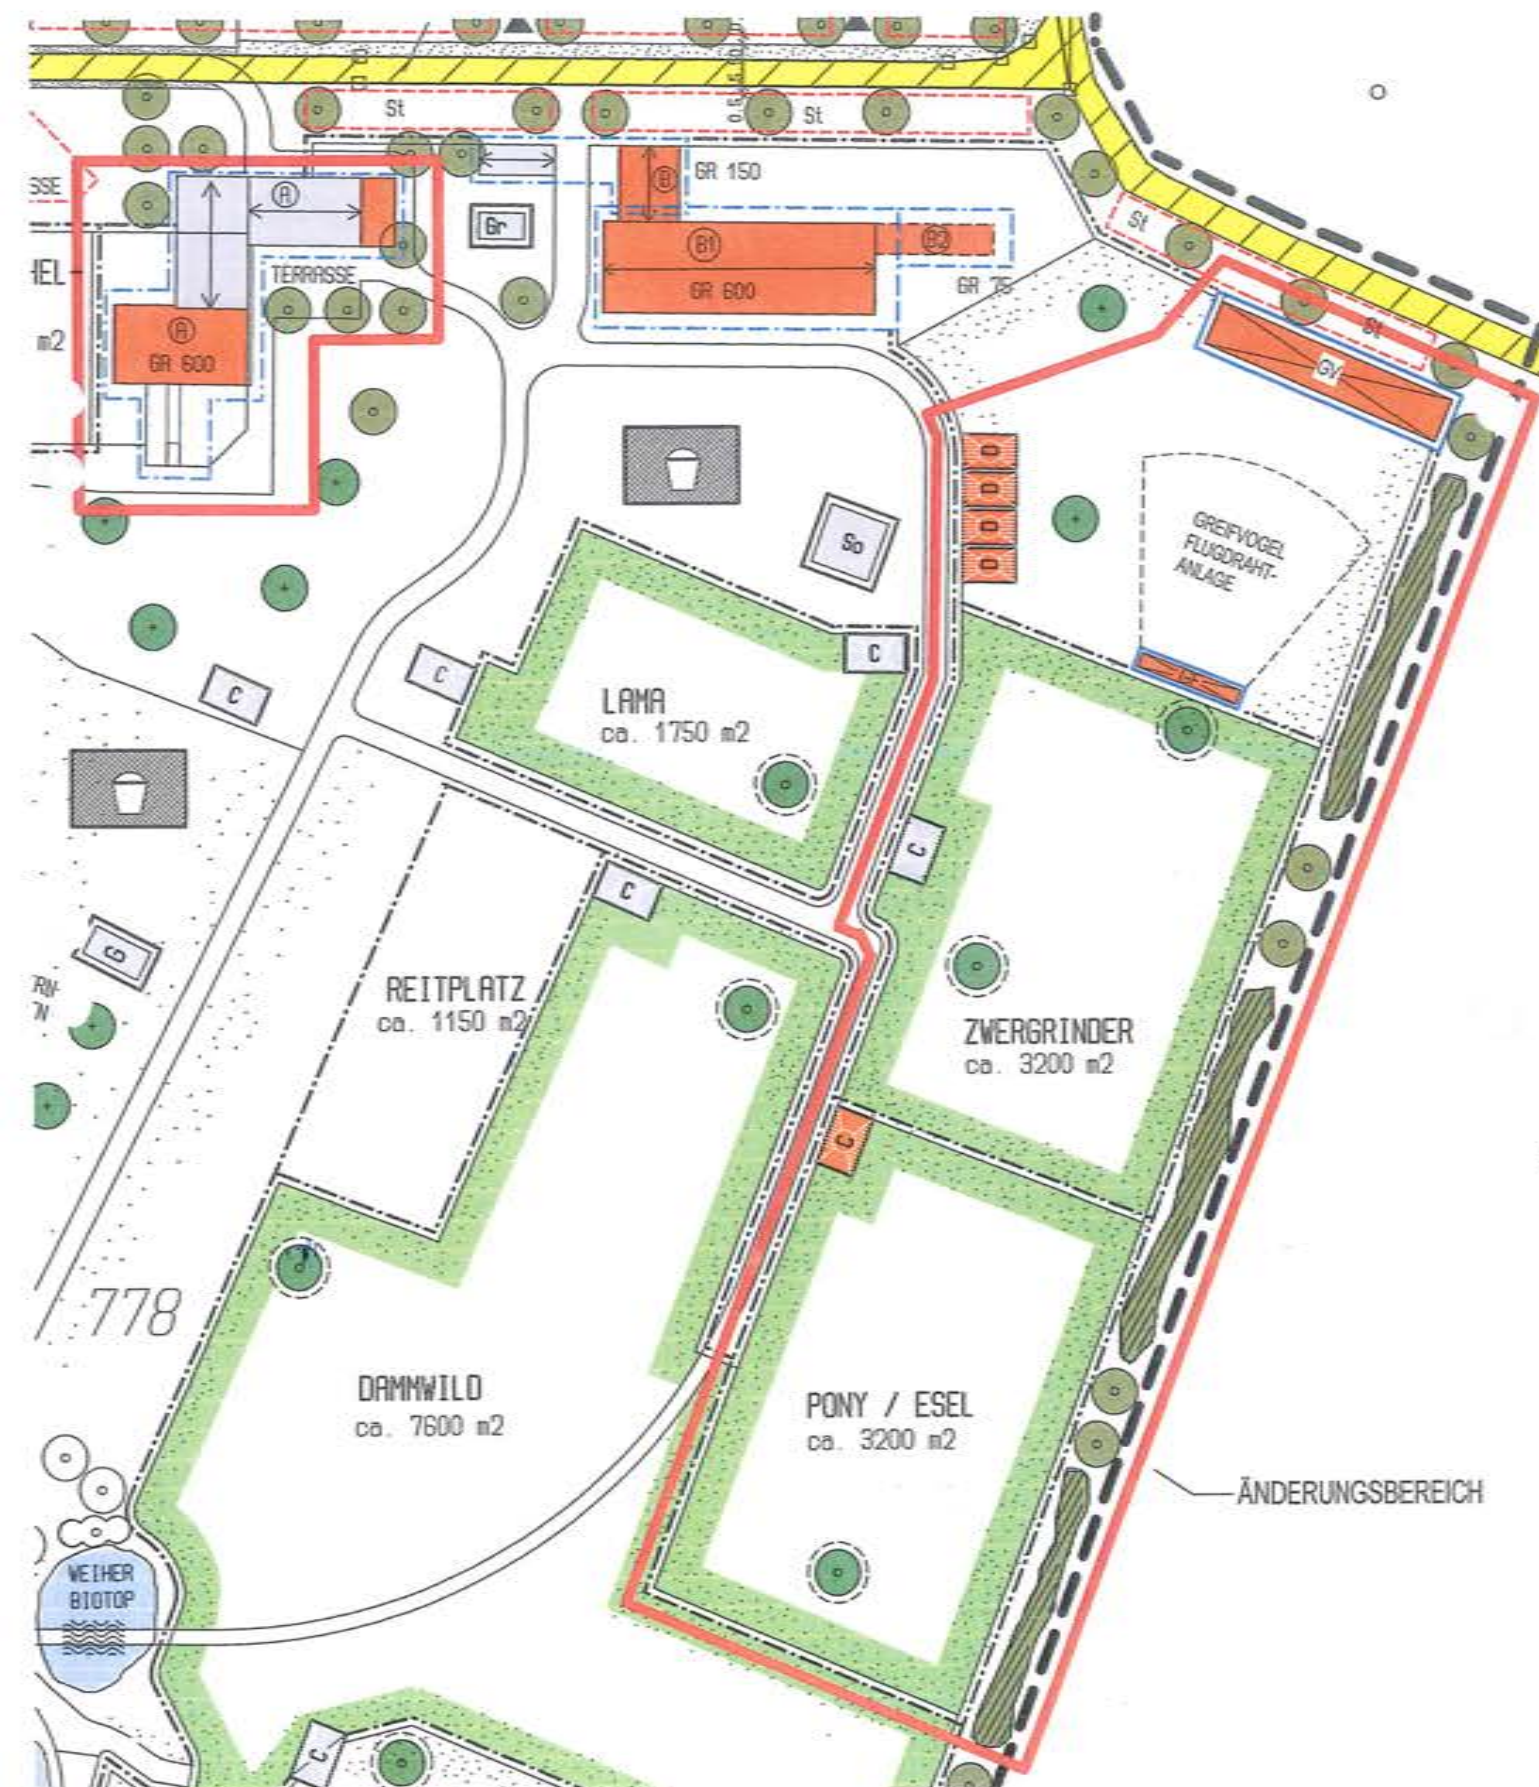 St
St
St
St
SSE
A
B
GR 150
Gr
HEL
TERRASSE
B1
B2
A
GR 600
GR 75
m2
GR 600
GV
D
D
D
D
GREIFVOGEL
FLUGDRAHT-
ANLAGE
So
C
C
C
LAMA
ca. 1750 m2
C
C
G
RN-
N
REITPLATZ
ca. 1150 m2
ZWERGRINDER
ca. 3200 m2
C
778
DAMMWILD
ca. 7600 m2
PONY / ESEL
ca. 3200 m2
ÄNDERUNGSBEREICH
WEIHER
BIOTOP
C